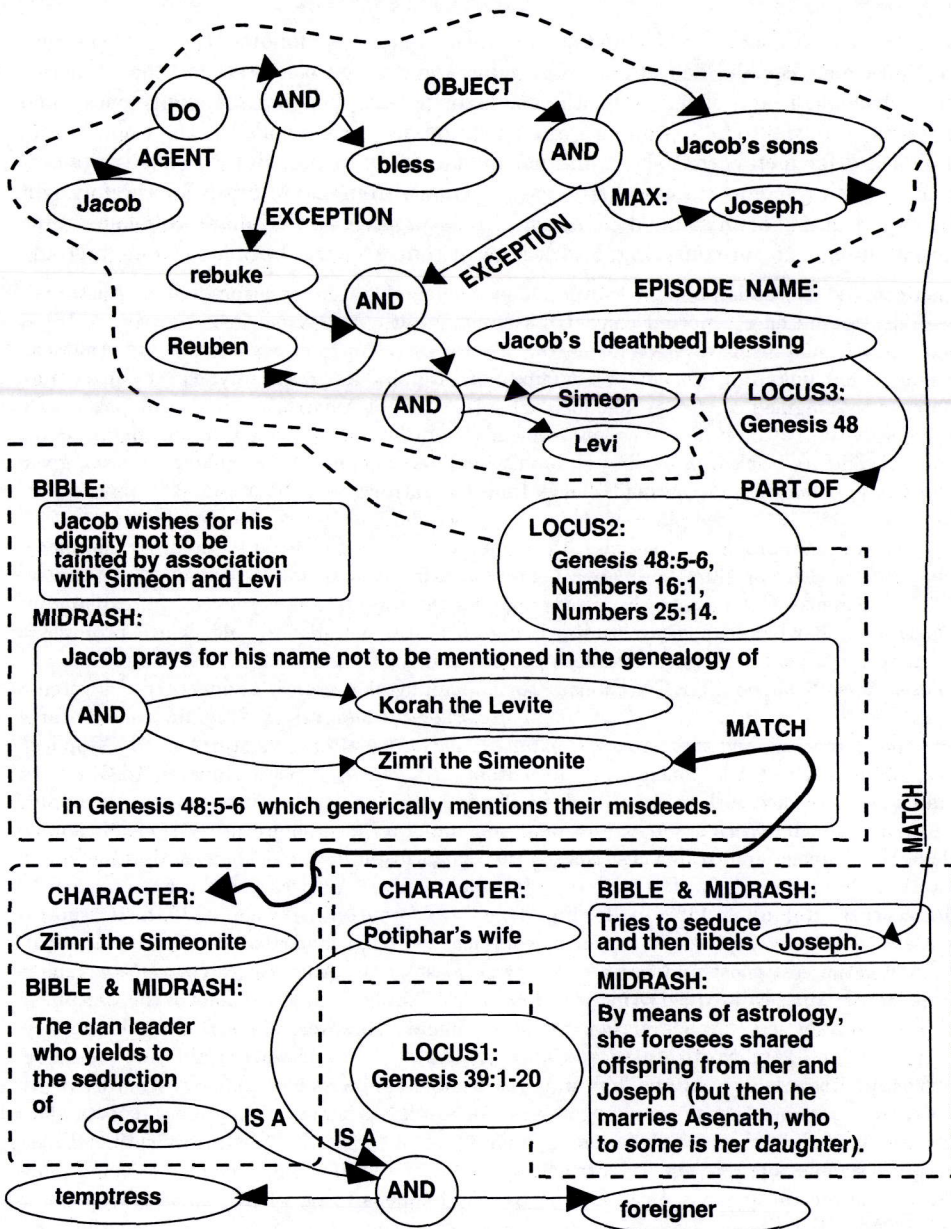 DO
AND
OBJECT
AND
Jacob's sons
AGENT
bless
Jacob
EXCEPTION
MAX:
Joseph
EXCEPTION
rebuke
AND
EPISODE NAME:
Reuben
Jacob's [deathbed] blessing
AND
Simeon
Levi
LOCUS3:
Genesis 48
PART OF
BIBLE:
Jacob wishes for his
dignity not to be
tainted by association
with Simeon and Levi
LOCUS2:
Genesis 48:5-6,
Numbers 16:1,
Numbers 25:14.
MIDRASH:
Jacob prays for his name not to be mentioned in the genealogy of
AND
Korah the Levite
MATCH
Zimri the Simeonite
in Genesis 48:5-6 which generically mentions their misdeeds.
MATCH
CHARACTER:
Zimri the Simeonite
BIBLE & MIDRASH:
The clan leader
who yields to
the seduction
of
Cozbi
IS A
CHARACTER:
Potiphar's wife
LOCUS1:
Genesis 39:1-20
IS A
BIBLE & MIDRASH:
Tries to seduce
and then libels Joseph.
MIDRASH:
By means of astrology,
she foresees shared
offspring from her and
Joseph (but then he
marries Asenath, who
to some is her daughter).
temptress
AND
foreigner